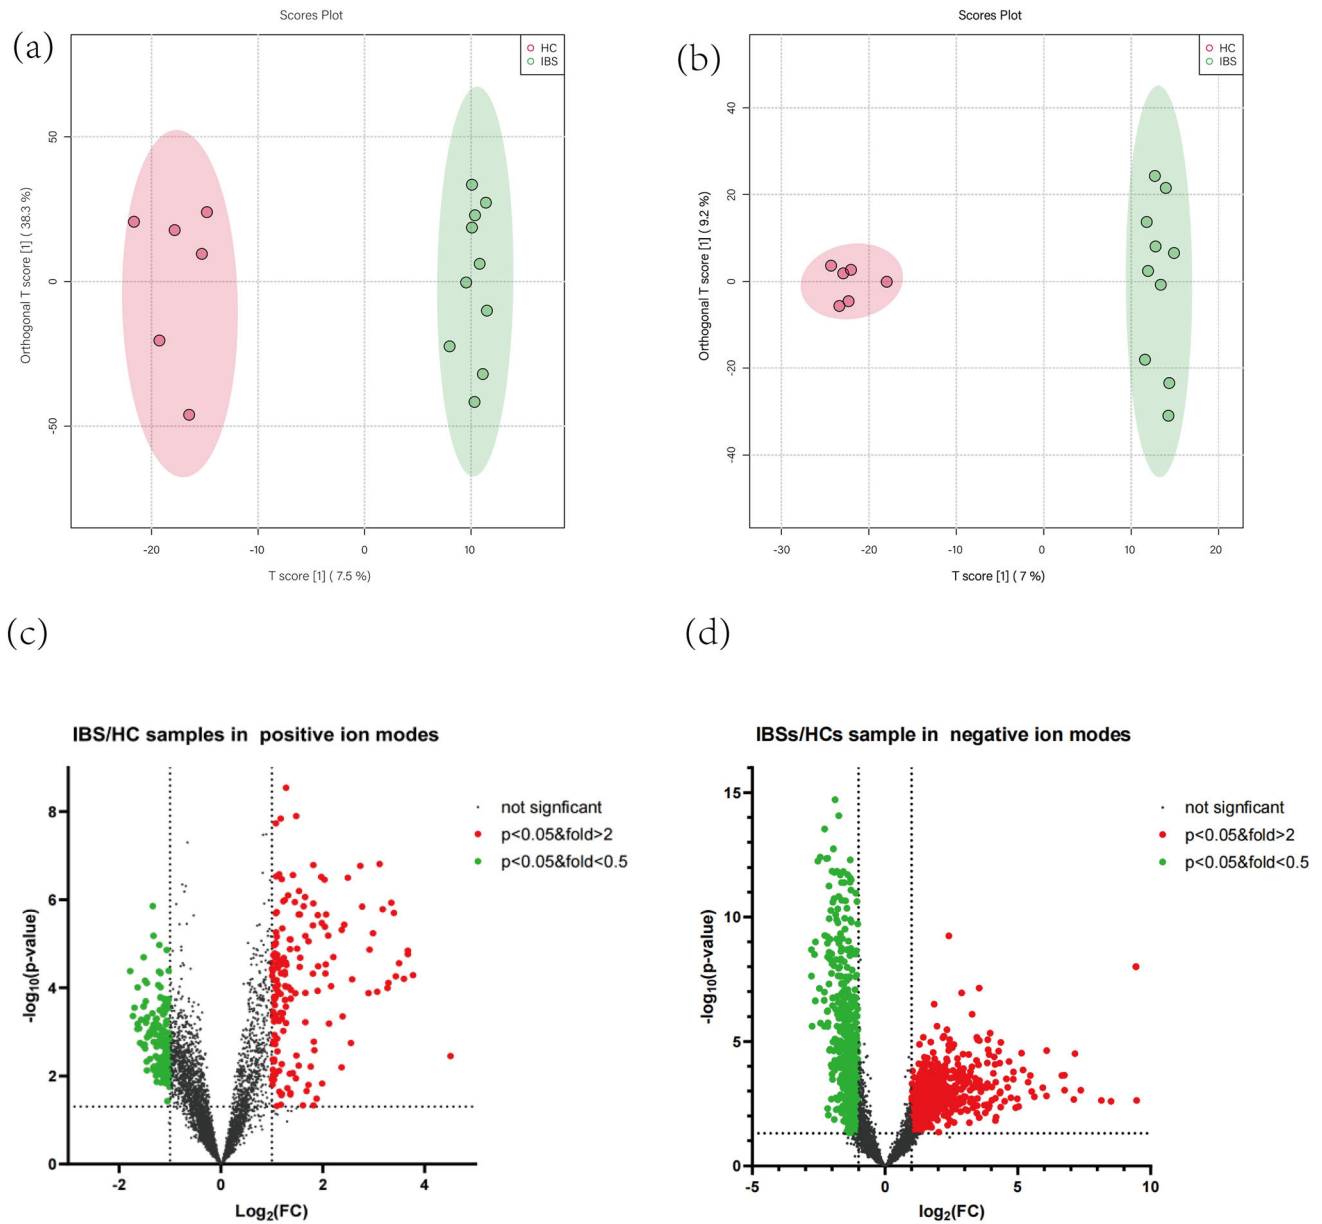 Scores Plot
(a)
HC
IBS
50
0
-50
Orthogonal T score [1] ( 38.3 %)
-20
-10
0
10
T score [1] ( 7.5 %)
Scores Plot
(b)
HC
IBS
40
20
0
-20
-40
Orthogonal T score [1] ( 9.2 %)
-30
-20
-10
0
10
20
T score [1] ( 7 %)
(c)
IBS/HC samples in  positive ion modes
8
6
4
2
0
-log10(p-value)
-2
0
2
4
Log2(FC)
not signficant
p<0.05&fold>2
p<0.05&fold<0.5
(d)
IBSs/HCs sample in  negative ion modes
15
10
5
0
-log10(p-value)
-5
0
5
10
log2(FC)
not signficant
p<0.05&fold>2
p<0.05&fold<0.5